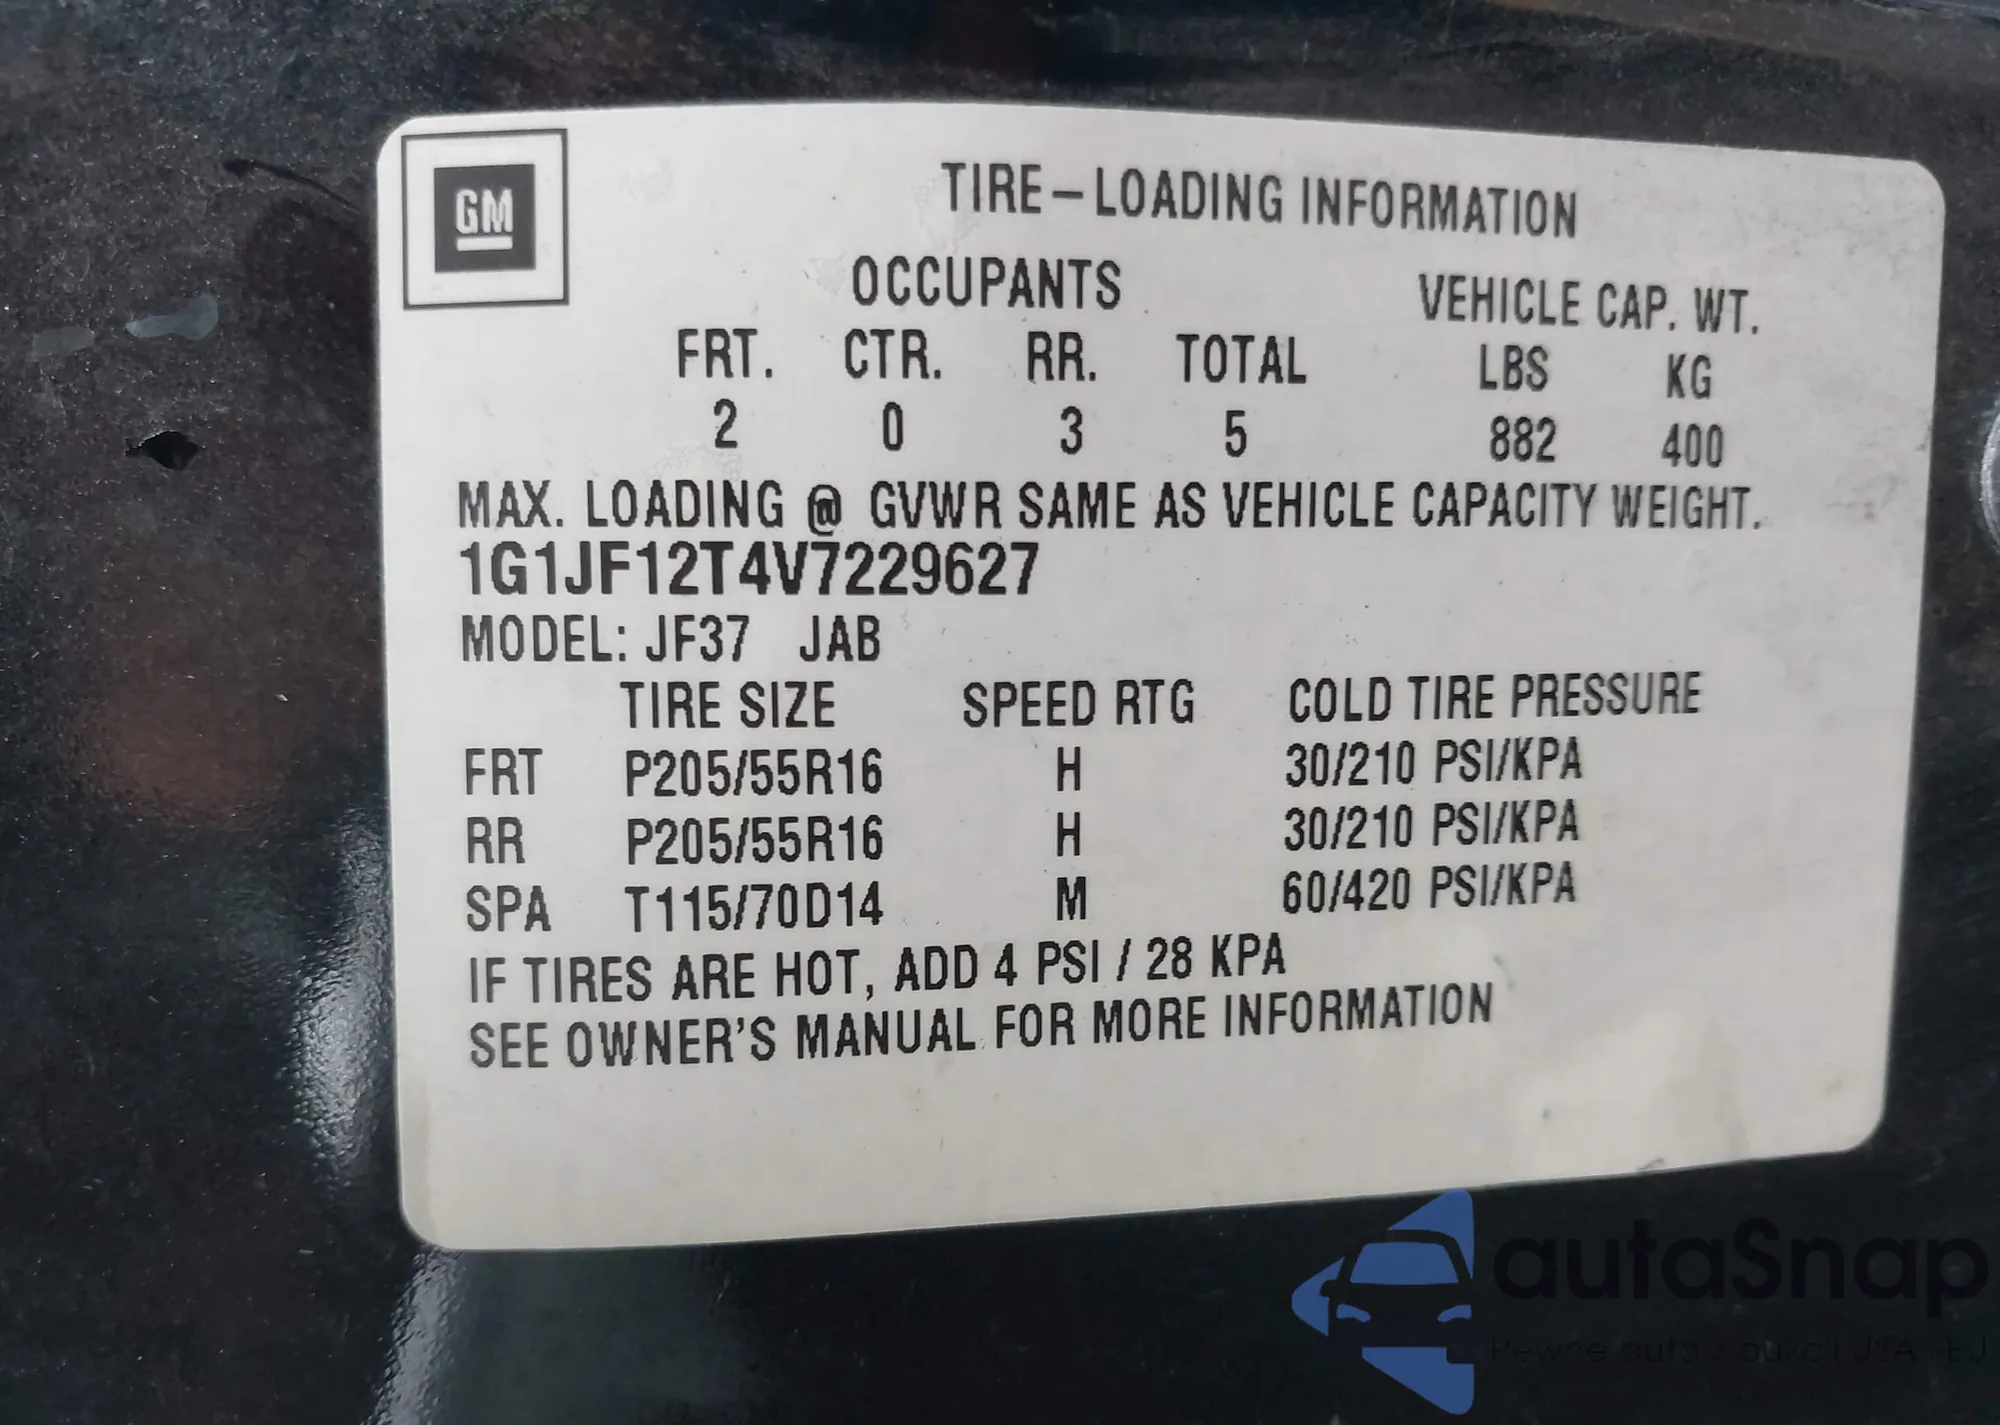 GM
TIRE-LOADING INFORMATION
OCCUPANTS VEHICLE CAP. WT.
FRT. CTR. RR. TOTAL LBS KG
2 0 3 5 882 400
MAX. LOADING @ GVWR SAME AS VEHICLE CAPACITY WEIGHT.
1G1JF12T4V7229627
MODEL: JF37 JAB
TIRE SIZE SPEED RTG COLD TIRE PRESSURE
FRT P205/55R16 H 30/210 PSI/KPA
RR P205/55R16 H 30/210 PSI/KPA
SPA T115/70D14 M 60/420 PSI/KPA
IF TIRES ARE HOT, ADD 4 PSI / 28 KPA
SEE OWNER'S MANUAL FOR MORE INFORMATION
autaSnap
auta USA EU